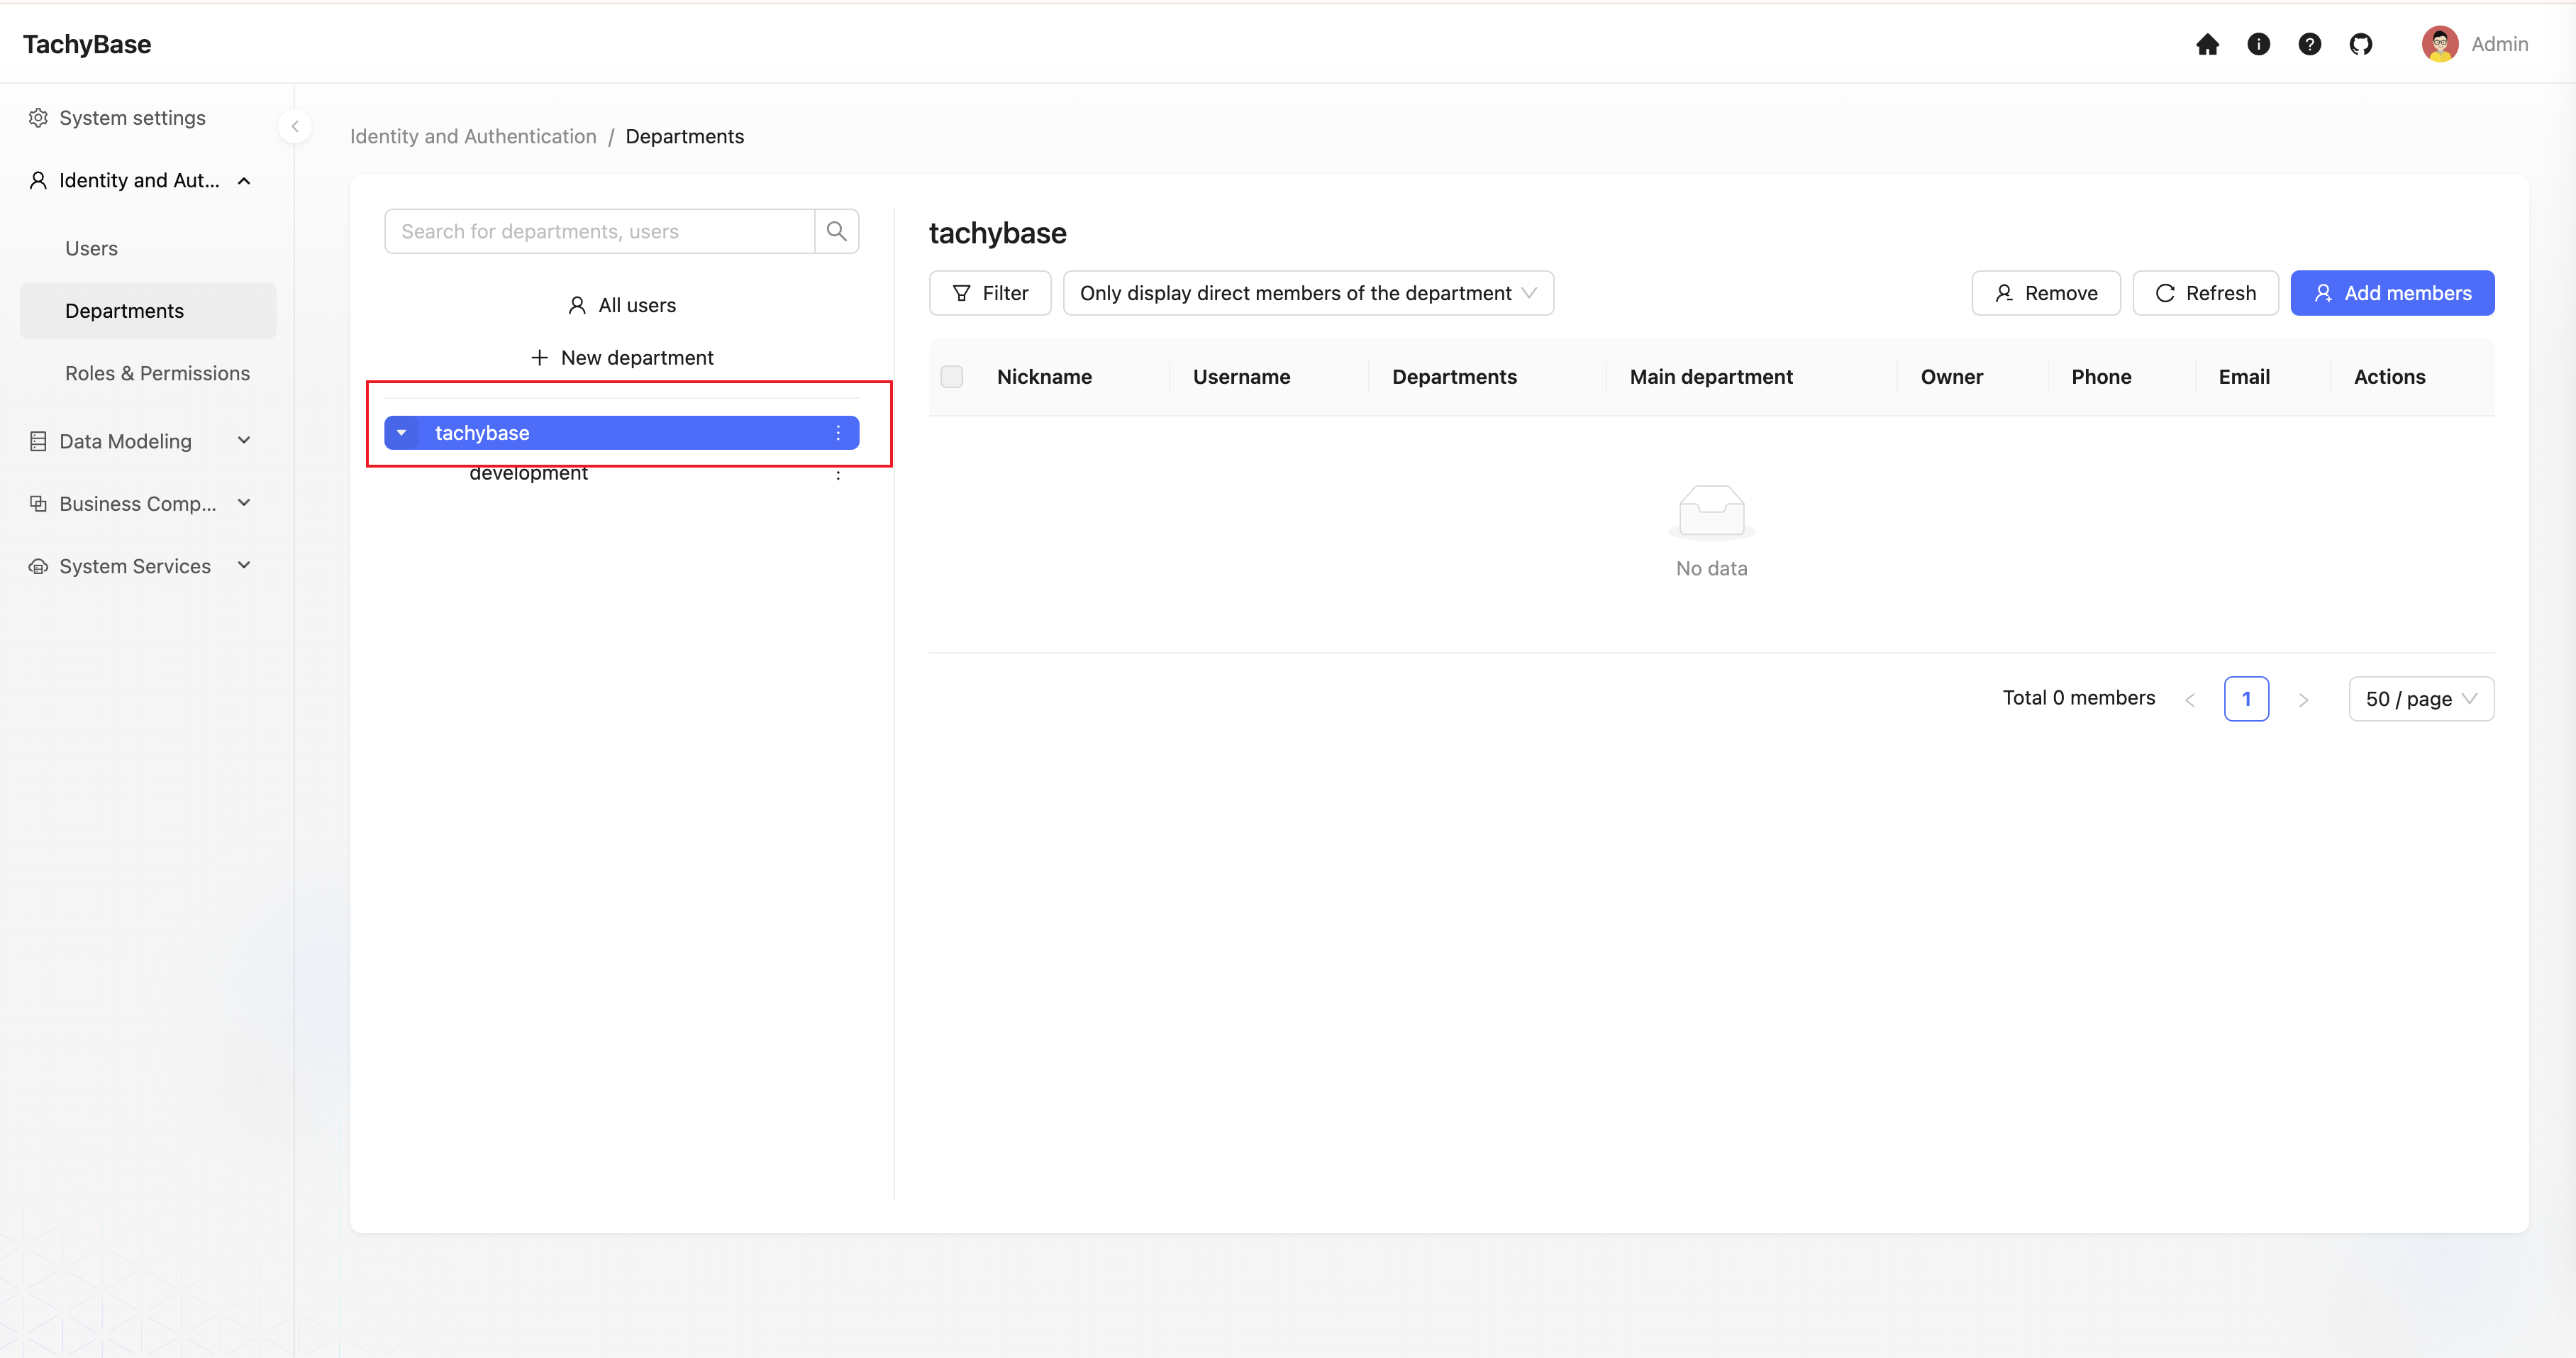 TachyBase
Admin
System settings
Identity and Aut...
Users
Departments
Roles & Permissions
Data Modeling
Business Comp...
System Services
Identity and Authentication / Departments
Search for departments, users
All users
New department
tachybase
development
tachybase
Filter
Only display direct members of the department
Remove
Refresh
Add members
Nickname Username Departments Main department Owner Phone Email Actions
No data
Total 0 members
1
50 / page